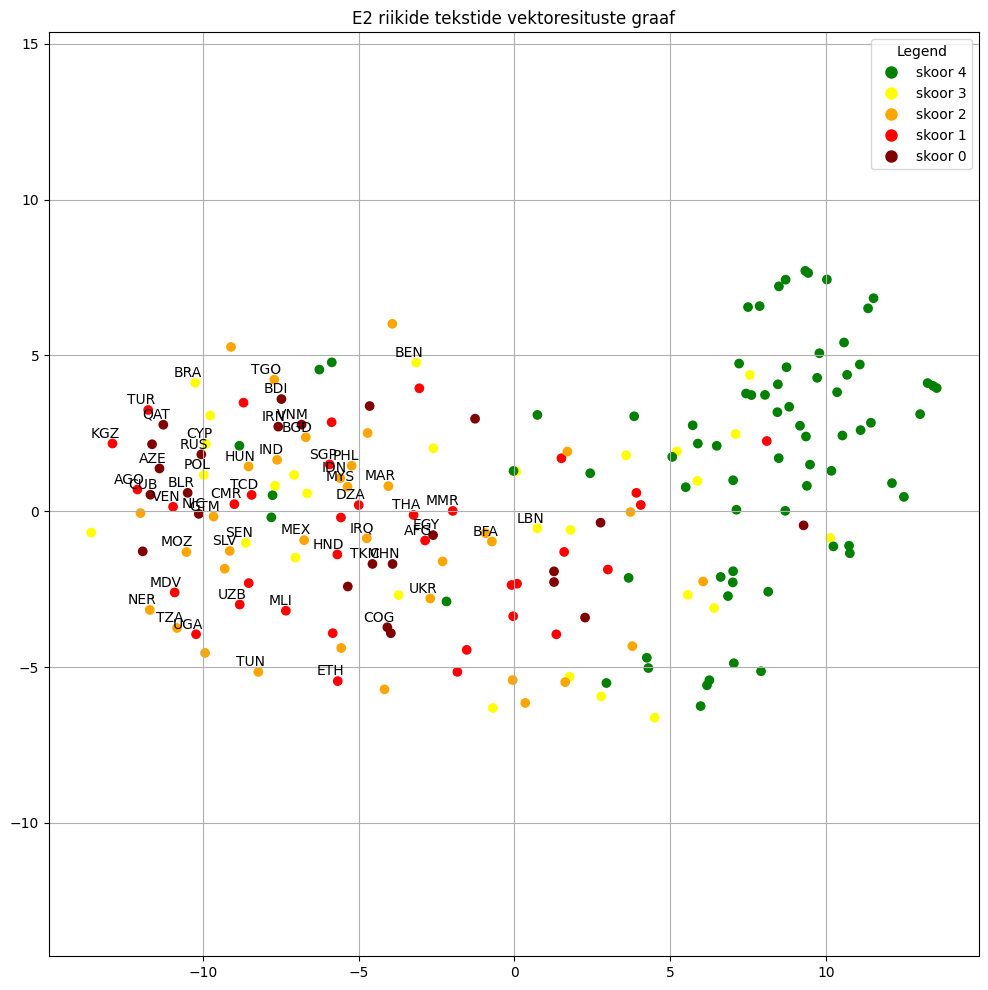 E2 riikide tekstide vektoresituste graaf
Legend
skoor 4
skoor 3
skoor 2
skoor 1
skoor 0
15
10
5
0
−5
−10
BEN
BRA
TGO
BDI
TUR
QAT
IRN
VNM
BGD
KGZ
CYP
RUS
AZE
POL
HUN
IND
SGP
PHL
IDN
MYS
MAR
AGO
CUB
BLR
VEN
NIC
GTM
CMR
TCD
DZA
THA
MMR
EGY
AFG
BFA
LBN
MOZ
SLV
SEN
MEX
HND
IRQ
TKM
CHN
MDV
NER
UZB
MLI
UKR
TZA
UGA
COG
TUN
ETH
−10
−5
0
5
10